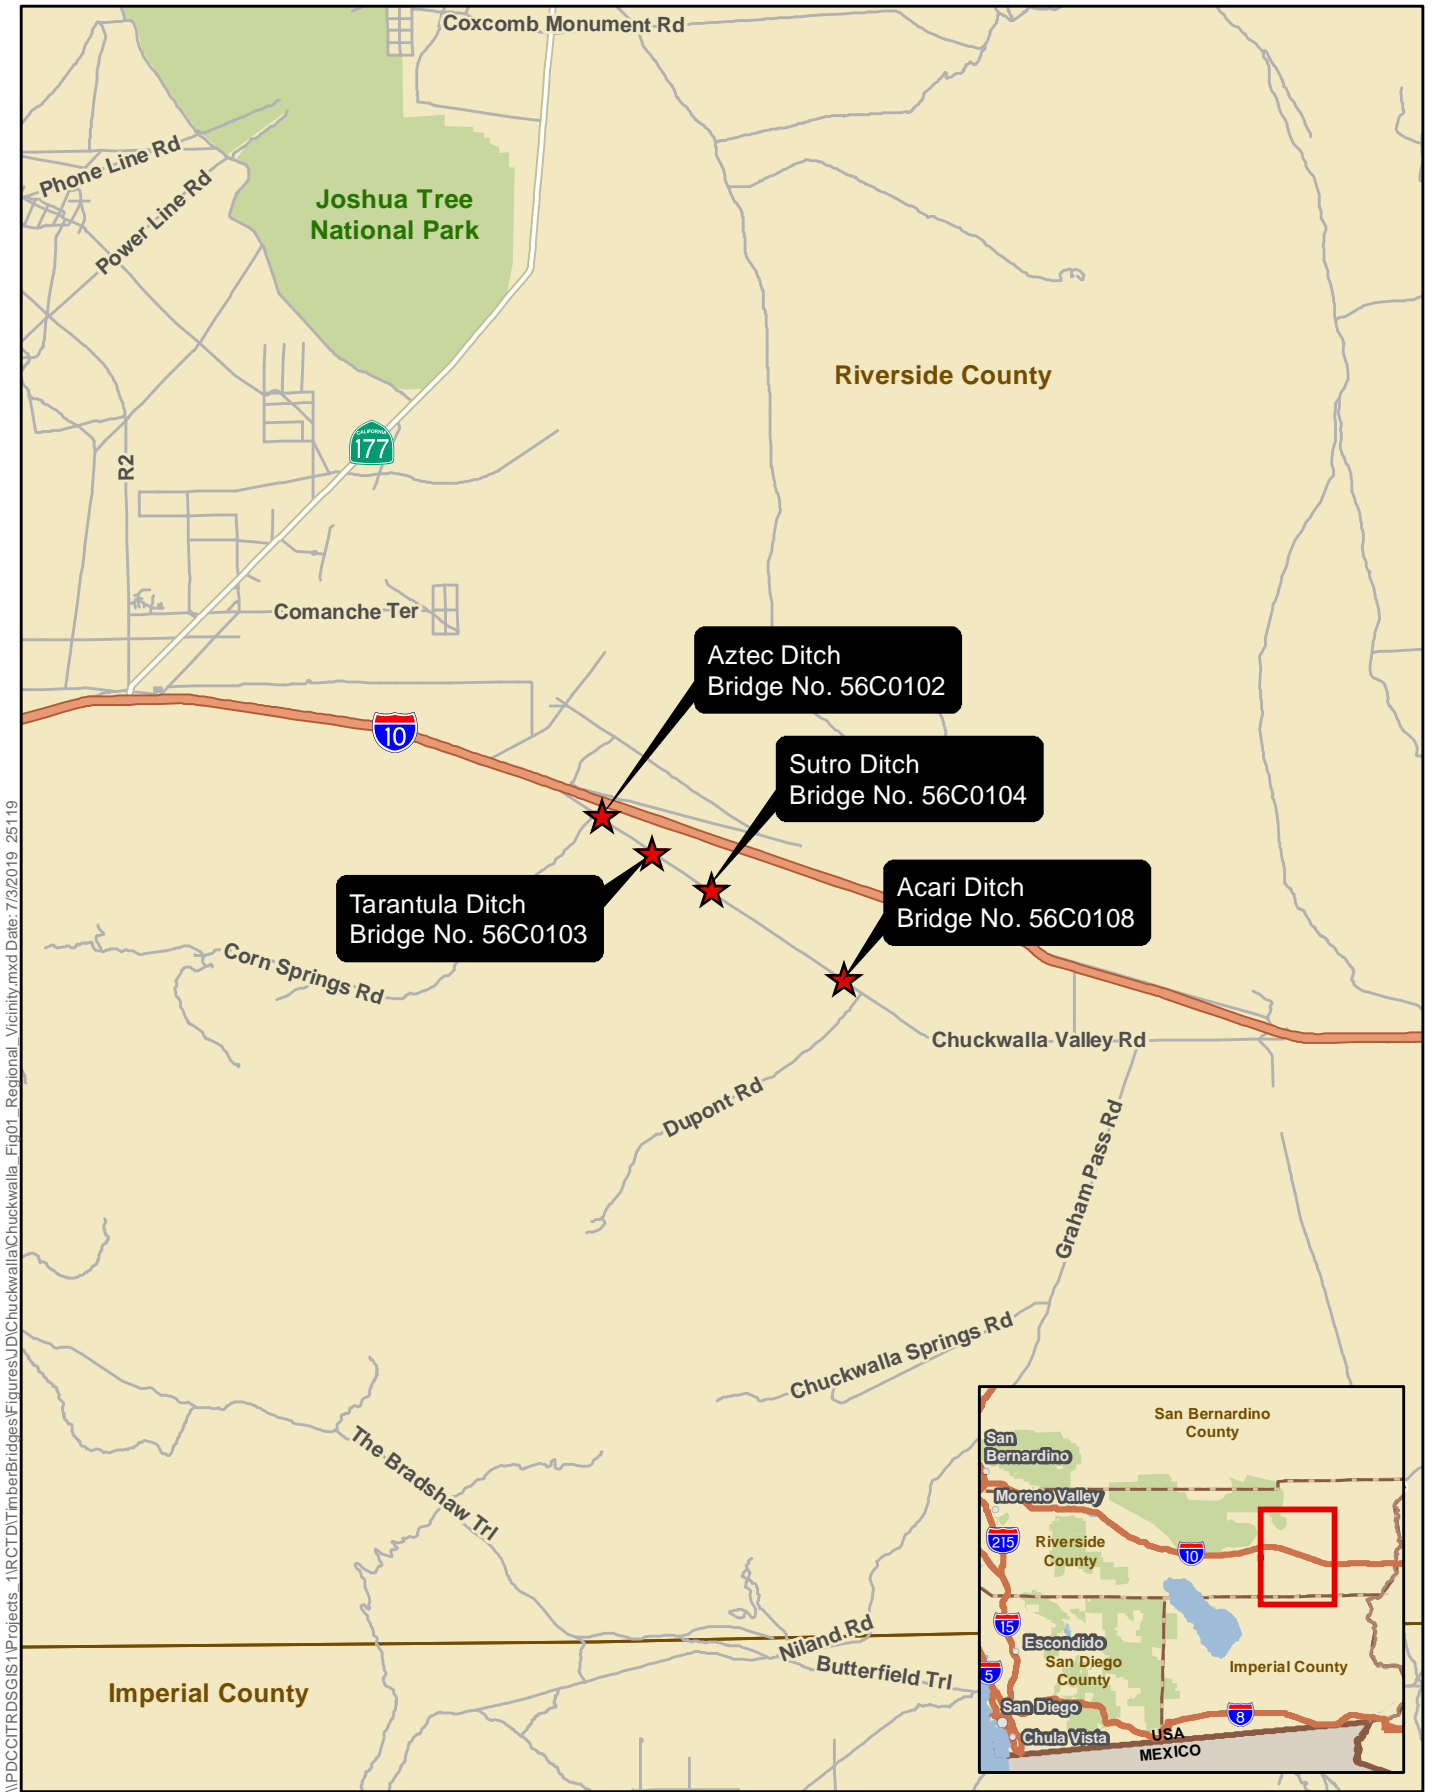 Coxcomb Monument Rd
Phone Line Rd
Power Line Rd
Joshua Tree
National Park
Riverside County
CALIFORNIA
177
R2
Comanche Ter
Aztec Ditch
Bridge No. 56C0102
10
Sutro Ditch
Bridge No. 56C0104
Tarantula Ditch
Bridge No. 56C0103
Acari Ditch
Bridge No. 56C0108
Corn Springs Rd
Chuckwalla Valley Rd
Dupont Rd
Graham Pass Rd
Chuckwalla Springs Rd
The Bradshaw Trl
Niland Rd
Butterfield Trl
Imperial County
San Bernardino
County
San
Bernardino
Moreno Valley
215
Riverside
County
10
15
Escondido
San Diego
County
Imperial County
5
San Diego
8
Chula Vista
USA
MEXICO
\\PDCCITRDSGIS1\Projects_1\RCTD\TimberBridges\Figures\JD\Chuckwalla\Chuckwalla_Fig01_Regional_Vicinity.mxd Date: 7/3/2019 25119